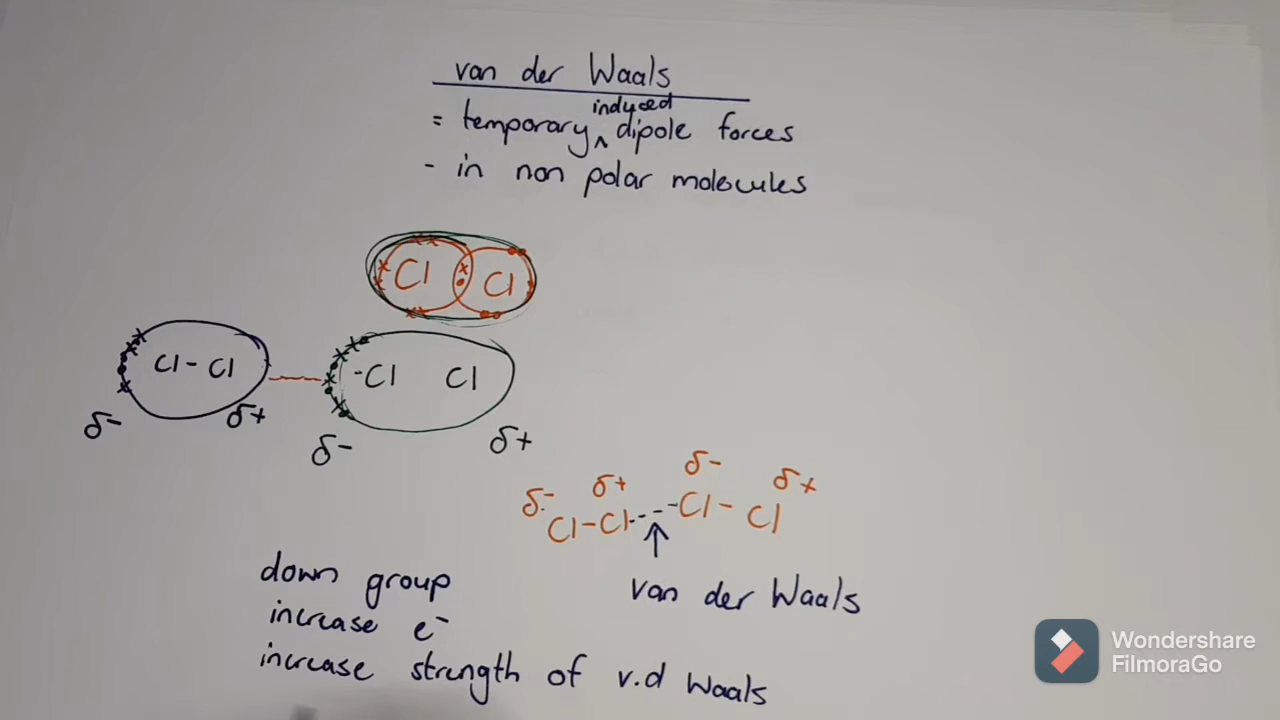 van der Waals
= temporary induced dipole forces
- in non polar molecules
Cl Cl
Cl - Cl
-Cl Cl
δ- δ+
δ- δ+
δ- δ+ δ- δ+
Cl-Cl---Cl-Cl
van der Waals
down group
increase e⁻
increase strength of v.d Waals
Wondershare
FilmoraGo